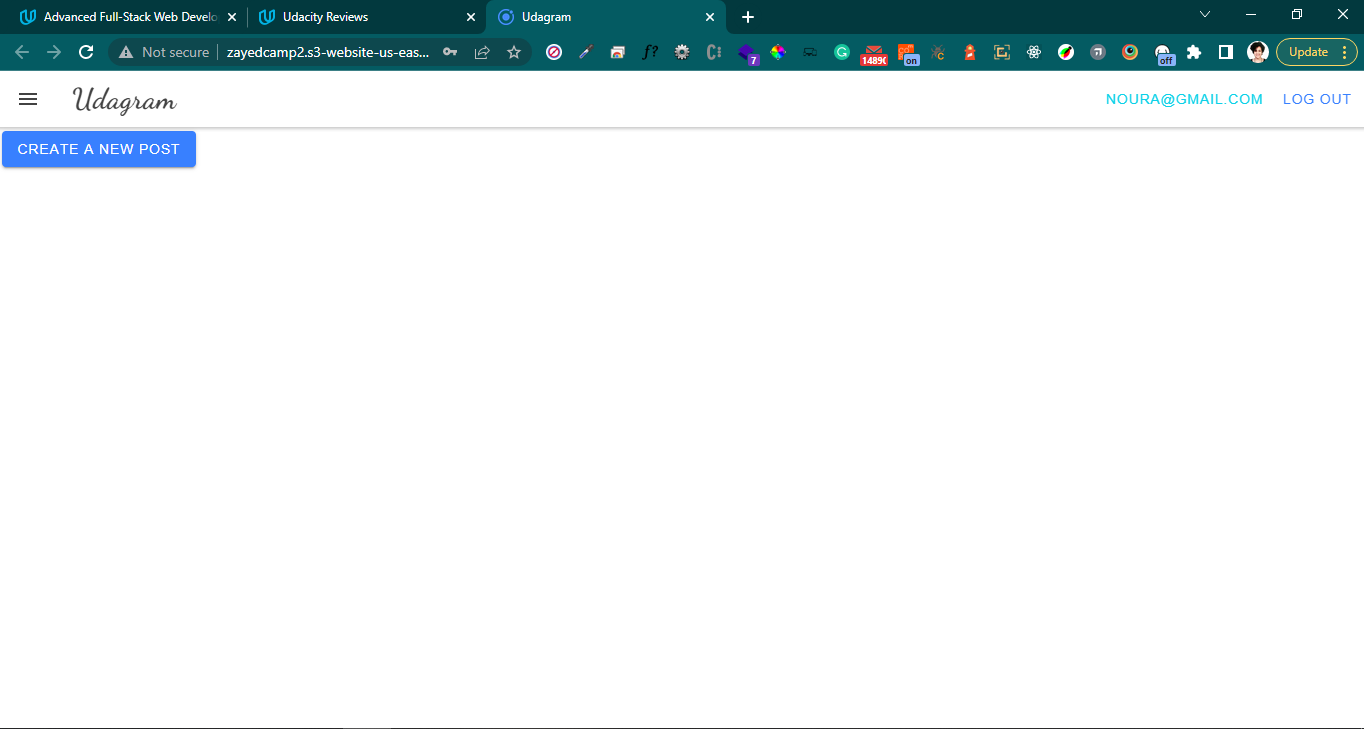 Advanced Full-Stack Web Develo
Udacity Reviews
Udagram
Not secure
zayedcamp2.s3-website-us-eas...
f?
7
1489
on
off
Update
Udagram
NOURA@GMAIL.COM
LOG OUT
CREATE A NEW POST